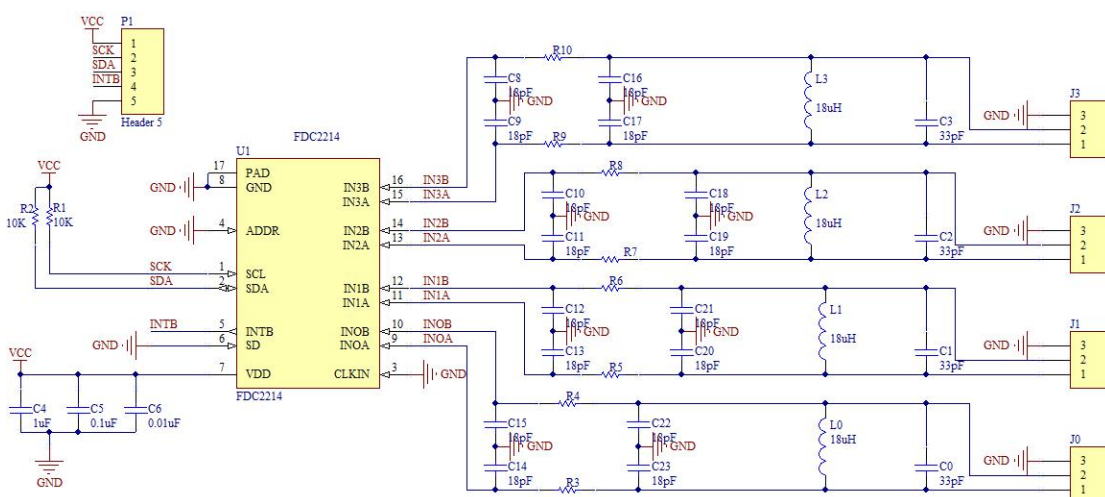 VCC
P1
SCK
SDA
INTB
1
2
3
4
5
GND
Header 5
FDC2214
U1
VCC
R2
10K
R1
10K
GND
17
PAD
8
GND
GND
4
ADDR
SCK
1
SCL
SDA
2
SDA
INTB
5
INTB
GND
6
SD
VCC
7
VDD
FDC2214
C4
1uF
C5
0.1uF
C6
0.01uF
GND
IN3B
16
IN3B
IN3A
15
IN3A
IN2B
14
IN2B
IN2A
13
IN2A
IN1B
12
IN1B
IN1A
11
IN1A
INOB
10
INOB
INOA
9
INOA
CLKIN
3
GND
R10
C8
18pF
GND
C9
18pF
R9
C16
18pF
GND
C17
18pF
L3
18uH
C3
33pF
GND
J3
3
2
1
R8
C10
18pF
GND
C11
18pF
R7
C18
18pF
GND
C19
18pF
L2
18uH
C2
33pF
GND
J2
3
2
1
R6
C12
18pF
GND
C13
18pF
R5
C21
18pF
GND
C20
18pF
L1
18uH
C1
33pF
GND
J1
3
2
1
R4
C15
18pF
GND
C14
18pF
R3
C22
18pF
GND
C23
18pF
L0
18uH
C0
33pF
GND
J0
3
2
1